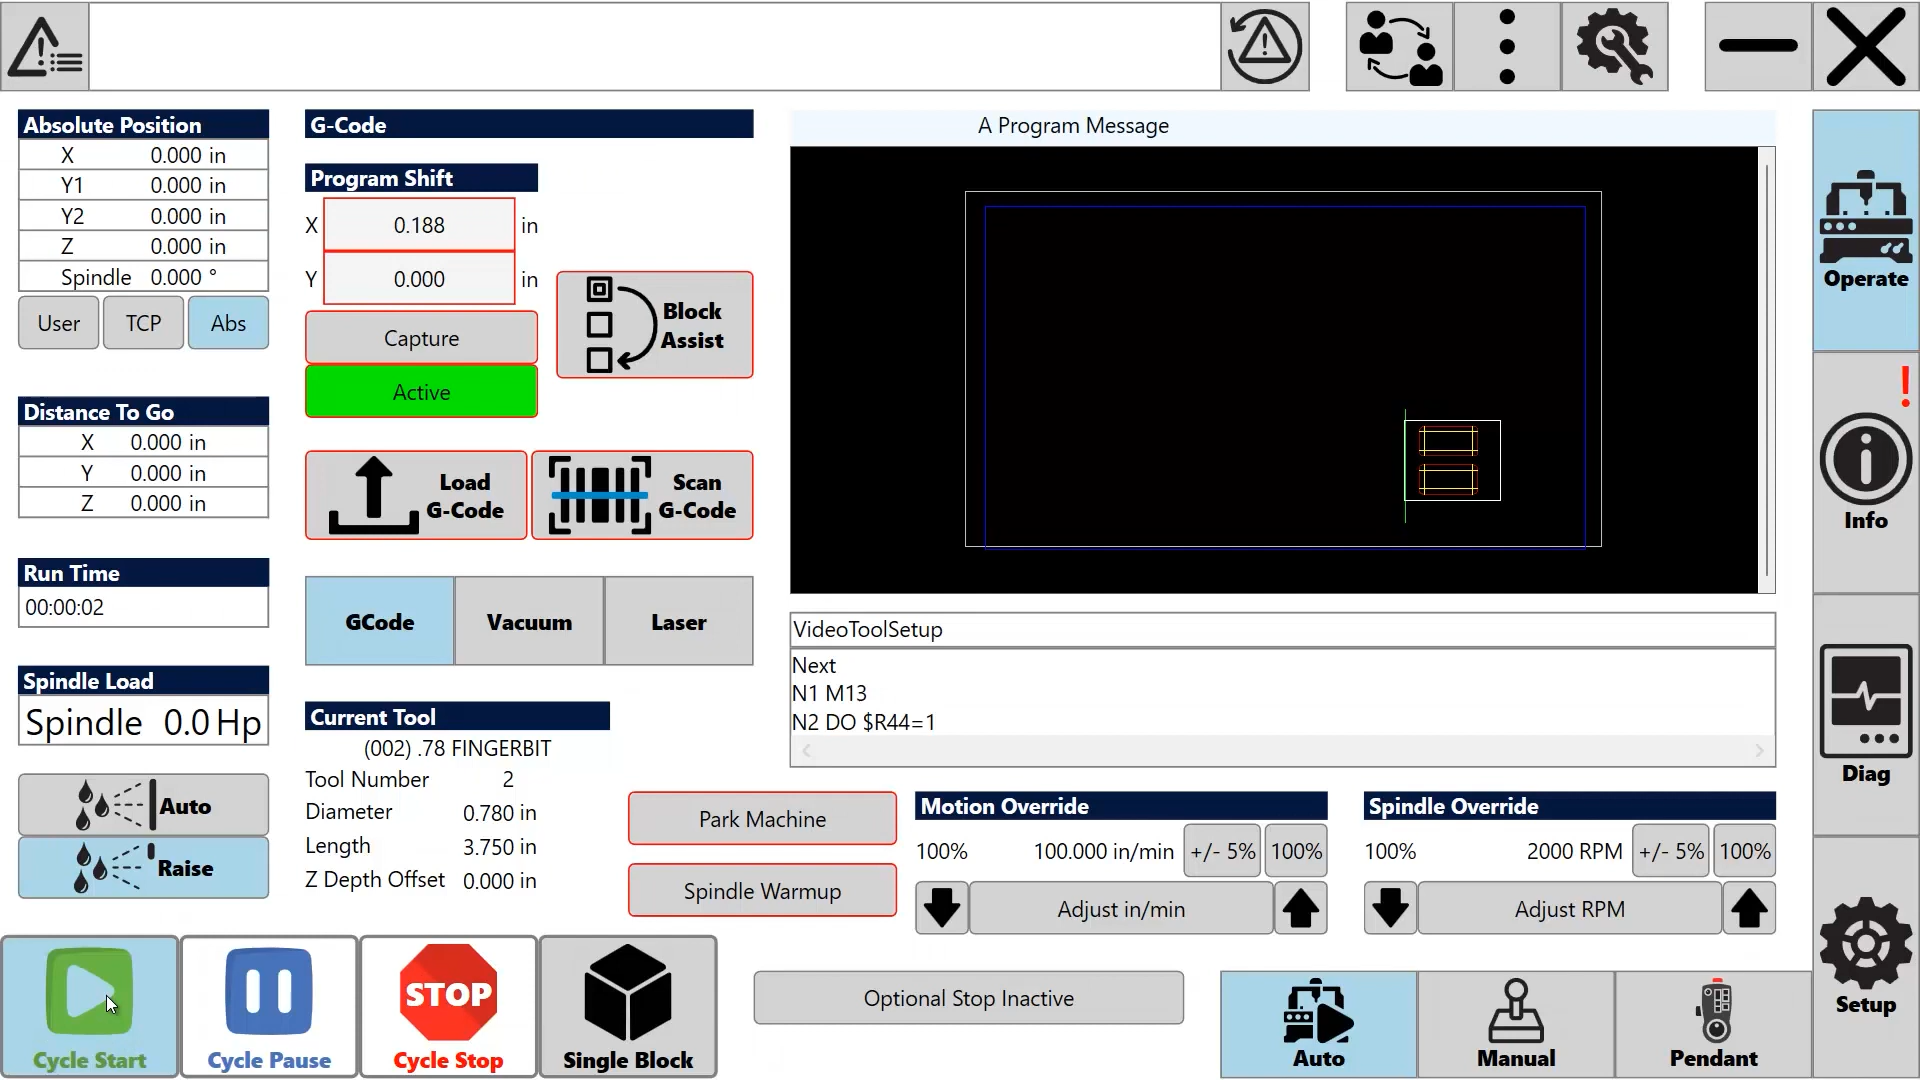 A Program Message
Absolute Position
X 0.000 in
Y1 0.000 in
Y2 0.000 in
Z 0.000 in
Spindle 0.000 °
User TCP Abs
Distance To Go
X 0.000 in
Y 0.000 in
Z 0.000 in
Run Time
00:00:02
Spindle Load
Spindle 0.0 Hp
Auto
Raise
G-Code
Program Shift
X 0.188 in
Y 0.000 in
Capture
Active
Block
Assist
Load
G-Code
Scan
G-Code
GCode Vacuum Laser
Current Tool
(002) .78 FINGERBIT
Tool Number 2
Diameter 0.780 in
Length 3.750 in
Z Depth Offset 0.000 in
Park Machine
Spindle Warmup
VideoToolSetup
Next
N1 M13
N2 DO $R44=1
Motion Override
100% 100.000 in/min +/- 5% 100%
Adjust in/min
Spindle Override
100% 2000 RPM +/- 5% 100%
Adjust RPM
Cycle Start
Cycle Pause
STOP
Cycle Stop
Single Block
Optional Stop Inactive
Auto
Manual
Pendant
Operate
!
Info
Diag
Setup